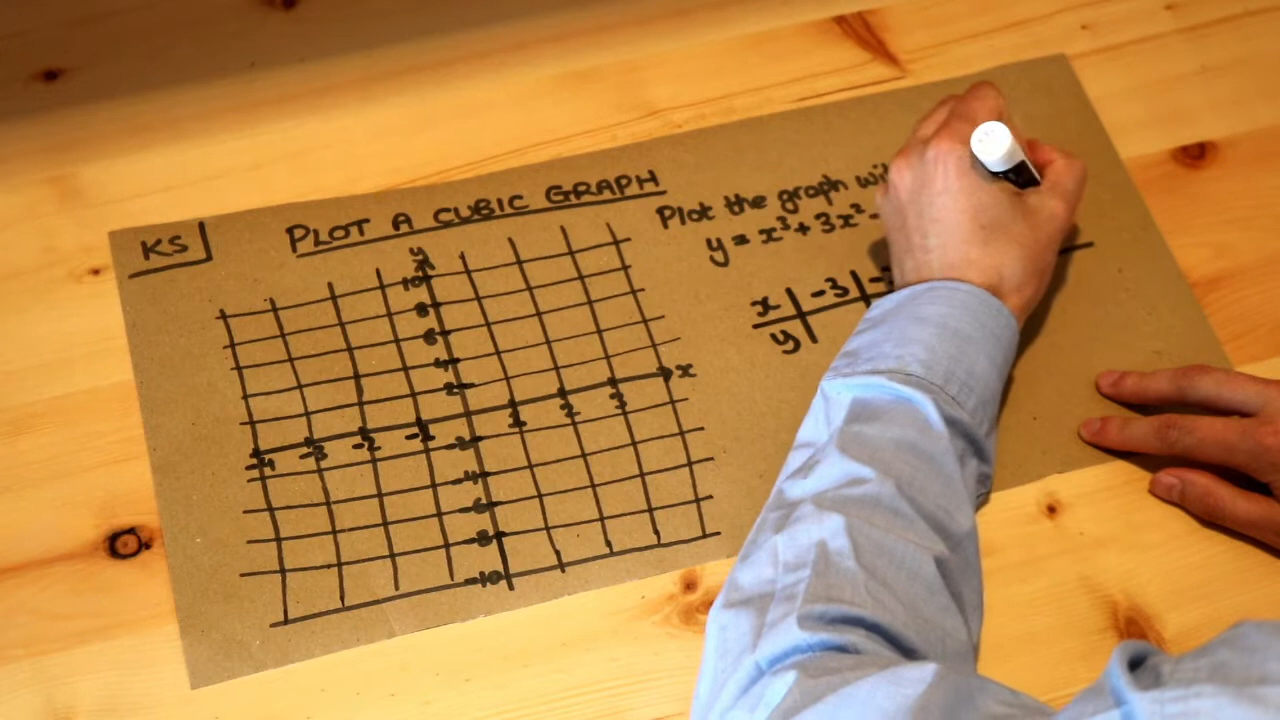 KS
PLOT A CUBIC GRAPH
Plot the graph
y = x³ + 3x² -
x -3
y
y
10
8
6
4
2
-4 -3 -2 -1 1 2 3 x
-2
-4
-6
-8
-10